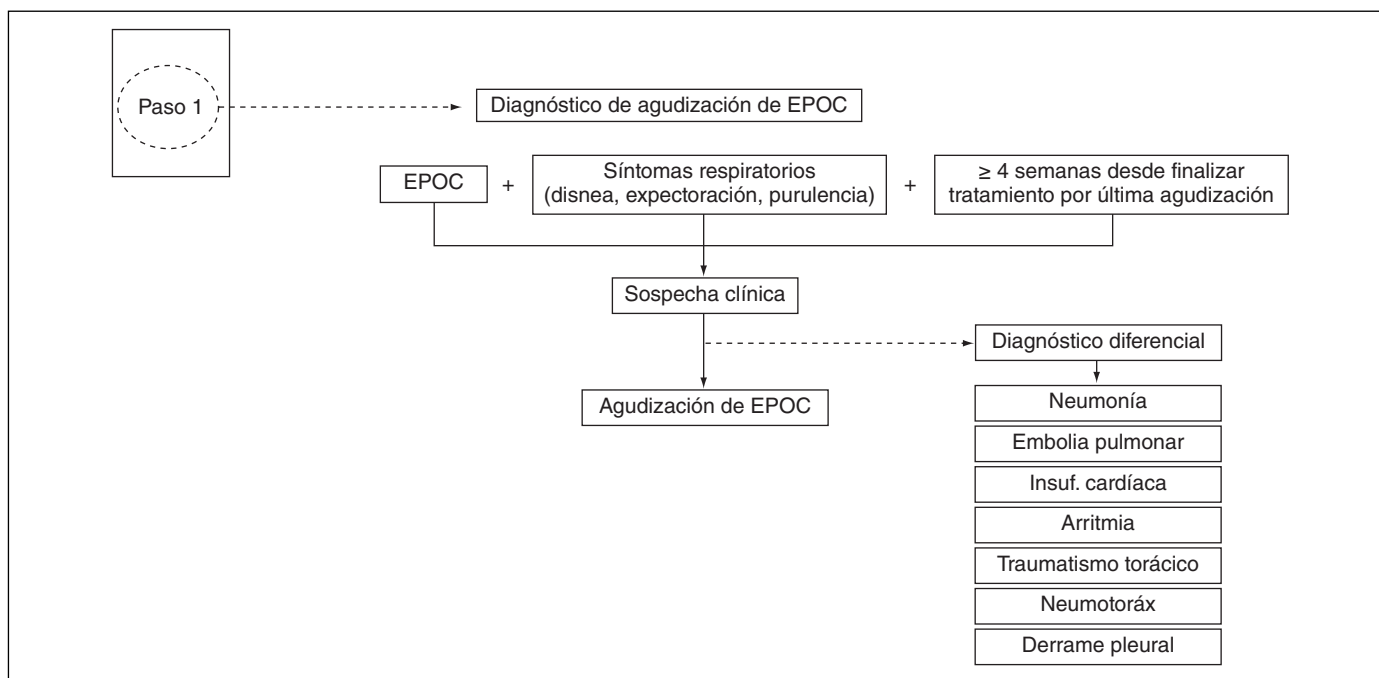 Paso 1
Diagnóstico de agudización de EPOC
EPOC
+
Síntomas respiratorios
(disnea, expectoración, purulencia)
+
≥ 4 semanas desde finalizar
tratamiento por última agudización
Sospecha clínica
Diagnóstico diferencial
Agudización de EPOC
Neumonía
Embolia pulmonar
Insuf. cardíaca
Arritmia
Traumatismo torácico
Neumotoráx
Derrame pleural